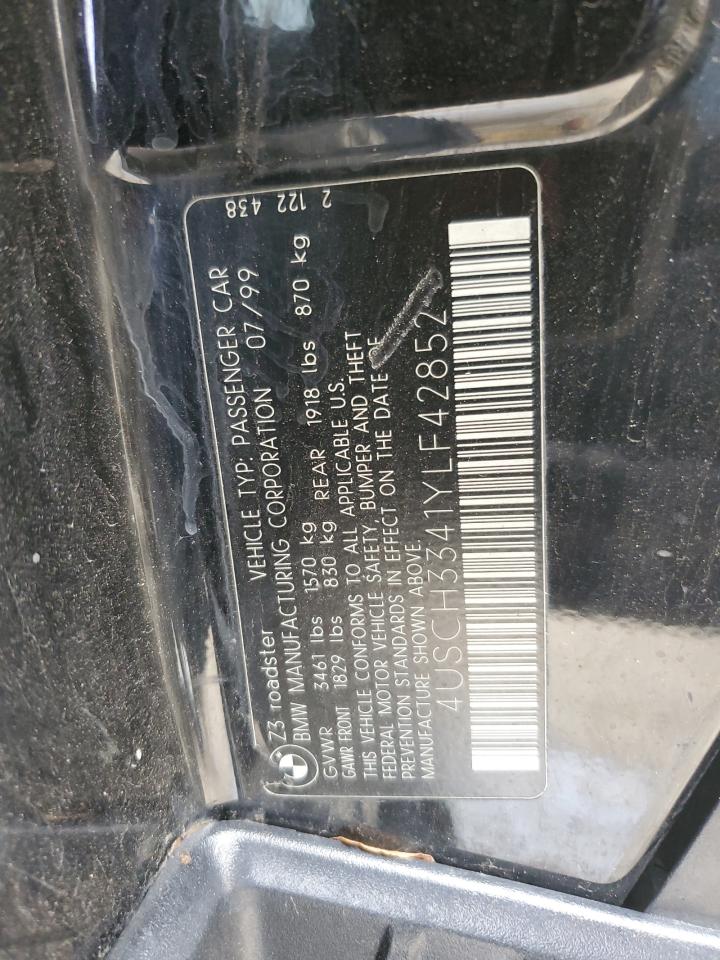 Z3 roadster VEHICLE TYP: PASSENGER CAR
BMW MANUFACTURING CORPORATION 07/99
GVWR 3461 lbs 1570 kg REAR 1918 lbs 870 kg
GAWR FRONT 1829 lbs 830 kg
THIS VEHICLE CONFORMS TO ALL APPLICABLE U.S.
FEDERAL MOTOR VEHICLE SAFETY, BUMPER AND THEFT
PREVENTION STANDARDS IN EFFECT ON THE DATE OF
MANUFACTURE SHOWN ABOVE.
4USCH3341YLF42852
2 122 438